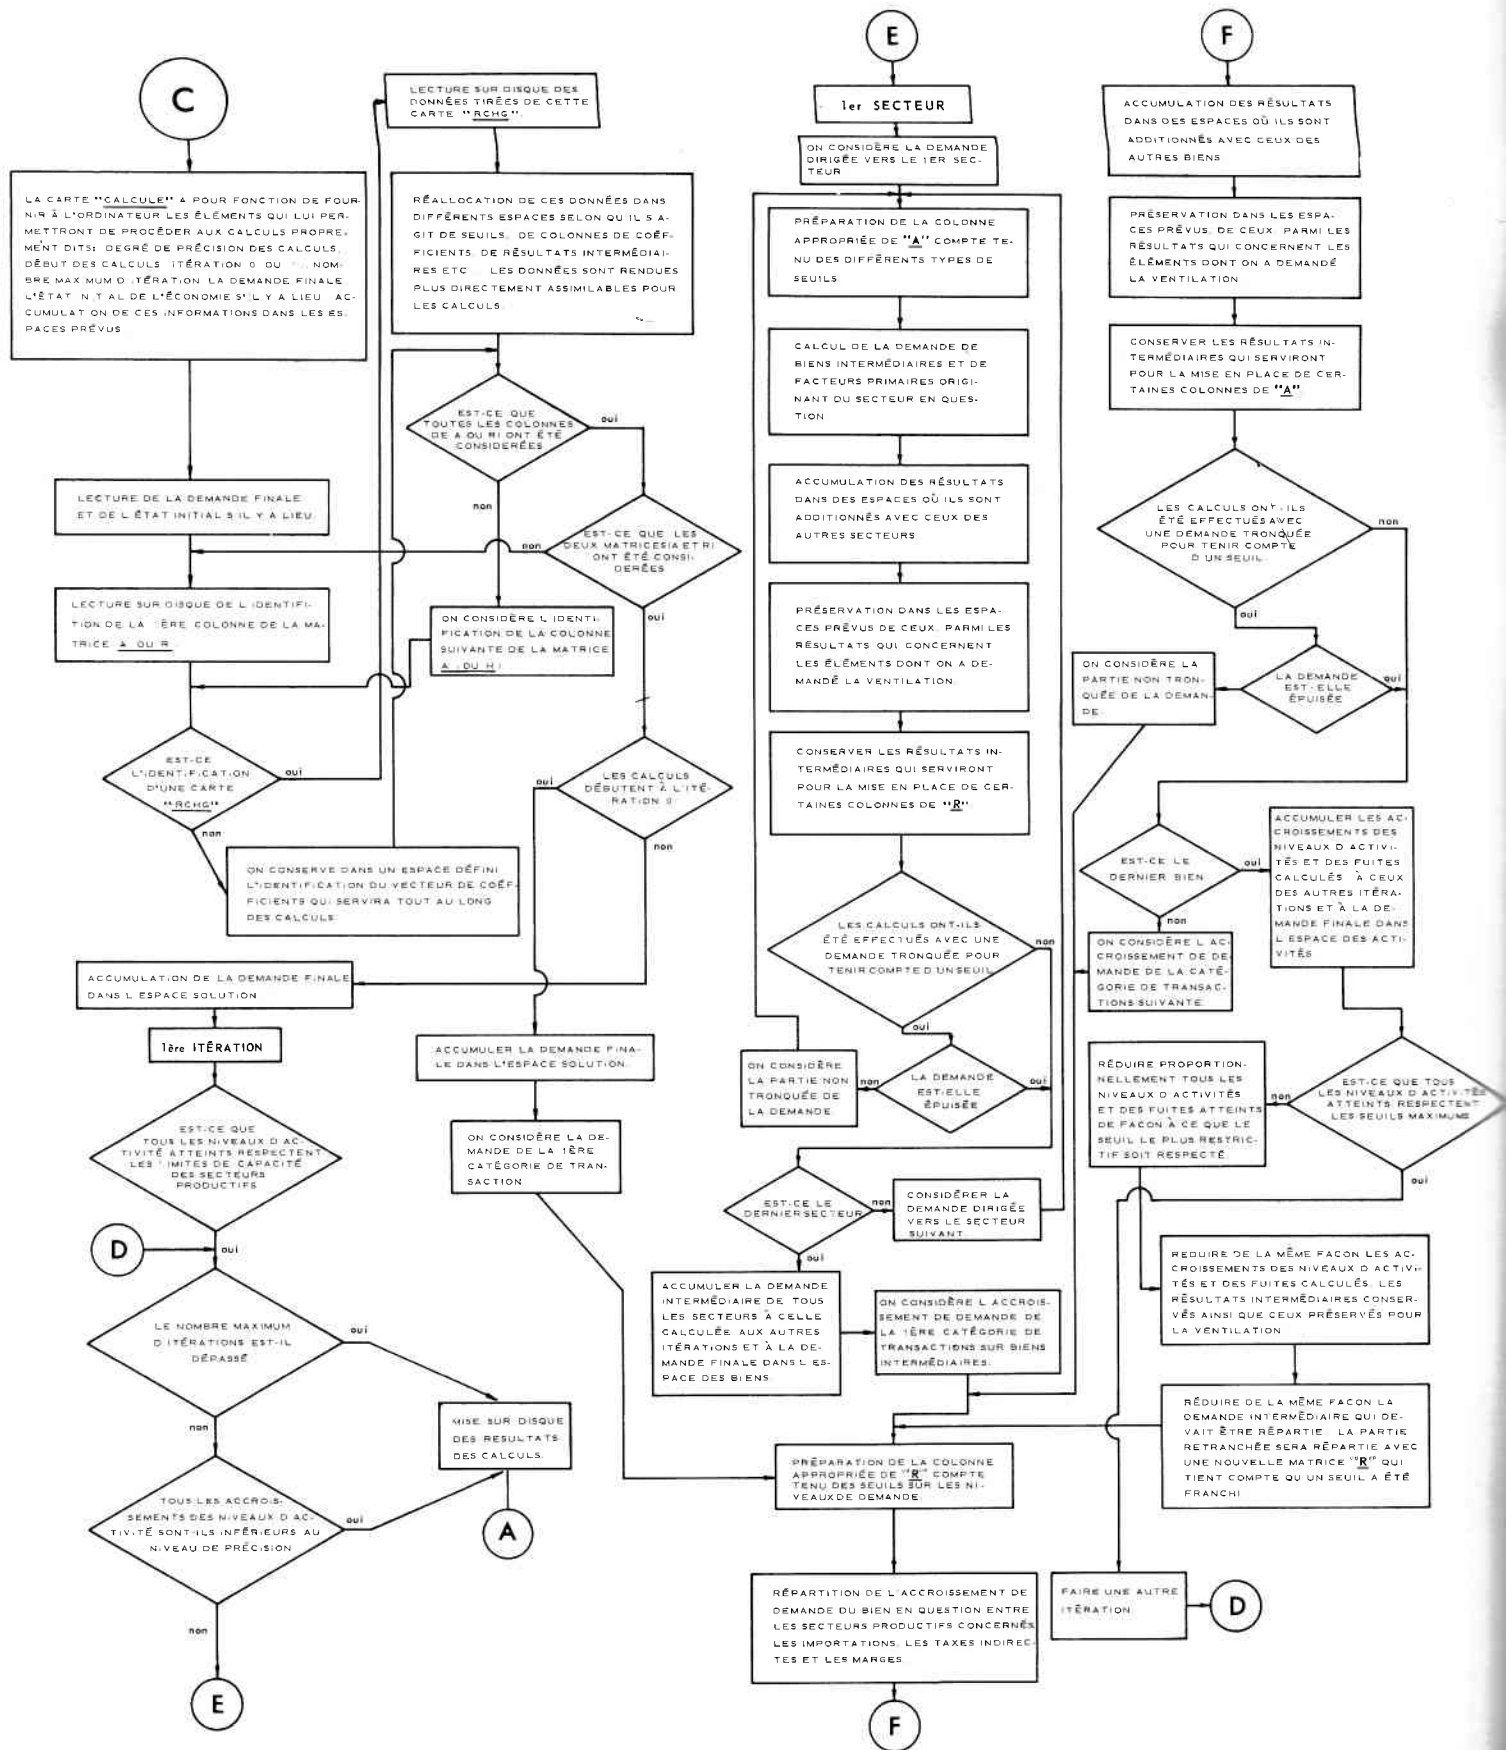 C
LA CARTE "CALCULE" A POUR FONCTION DE FOUR-
NIR À L'ORDINATEUR LES ÉLÉMENTS QUI LUI PER-
METTRONT DE PROCÉDER AUX CALCULS PROPRE-
MENT DITS: DEGRÉ DE PRÉCISION DES CALCULS,
DÉBUT DES CALCULS ITÉRATION 0 OU NOM-
BRE MAXIMUM D'ITÉRATION LA DEMANDE FINALE
L'ÉTAT INITIAL DE L'ÉCONOMIE S'IL Y A LIEU AC-
CUMULATION DE CES INFORMATIONS DANS LES ES-
PACES PRÉVUS
LECTURE DE LA DEMANDE FINALE
ET DE L'ÉTAT INITIAL S'IL Y A LIEU.
LECTURE SUR DISQUE DE L'IDENTIFI-
TION DE LA 1ÈRE COLONNE DE LA MA-
TRICE A OU R
EST-CE
L'IDENTIFICATION
D'UNE CARTE
"RCHG"
oui
non
ON CONSERVE DANS UN ESPACE DÉFINI
L'IDENTIFICATION DU VECTEUR DE COËF-
FICIENTS QUI SERVIRA TOUT AU LONG
DES CALCULS.
LECTURE SUR DISQUE DES
DONNÉES TIRÉES DE CETTE
CARTE "RCHG".
RÉALLOCATION DE CES DONNÉES DANS
DIFFÉRENTS ESPACES SELON QU'IL S'A-
GIT DE SEUILS, DE COLONNES DE COËF-
FICIENTS, DE RÉSULTATS INTERMÉDIAI-
RES ETC... LES DONNÉES SONT RENDUES
PLUS DIRECTEMENT ASSIMILABLES POUR
LES CALCULS.
EST-CE QUE
TOUTES LES COLONNES
DE A OU R) ONT ÉTÉ
CONSIDERÉES
oui
non
EST-CE QUE LES
DEUX MATRICES(A ET R)
ONT ÉTÉ CONSI-
DERÉES
non
oui
ON CONSIDÈRE L'IDENTI-
FICATION DE LA COLONNE
SUIVANTE DE LA MATRICE
A (OU R)
LES CALCULS
DÉBUTENT À L'ITÉ-
RATION 0
oui
non
ACCUMULATION DE LA DEMANDE FINALE
DANS L'ESPACE SOLUTION
1ère ITÉRATION
EST-CE QUE
TOUS LES NIVEAUX D'AC-
TIVITÉ ATTEINTS RESPECTENT
LES LIMITES DE CAPACITÉ
DES SECTEURS
PRODUCTIFS
D
oui
LE NOMBRE MAXIMUM
D'ITÉRATIONS EST-IL
DÉPASSÉ
oui
non
TOUS LES ACCROIS-
SEMENTS DES NIVEAUX D'AC-
TIVITÉ SONT-ILS INFÉRIEURS AU
NIVEAU DE PRÉCISION
oui
non
E
ACCUMULER LA DEMANDE FINA-
LE DANS L'ESPACE SOLUTION.
ON CONSIDÈRE LA DE-
MANDE DE LA 1ÈRE
CATÉGORIE DE TRAN-
SACTION
MISE SUR DISQUE
DES RESULTATS
DES CALCULS.
A
E
1er SECTEUR
ON CONSIDÈRE LA DEMANDE
DIRIGÉE VERS LE 1ER SEC-
TEUR
PRÉPARATION DE LA COLONNE
APPROPRIÉE DE "A" COMPTE TE-
NU DES DIFFÉRENTS TYPES DE
SEUILS
CALCUL DE LA DEMANDE DE
BIENS INTERMÉDIAIRES ET DE
FACTEURS PRIMAIRES ORIGI-
NANT DU SECTEUR EN QUES-
TION
ACCUMULATION DES RÉSULTATS
DANS DES ESPACES OÙ ILS SONT
ADDITIONNÉS AVEC CEUX DES
AUTRES SECTEURS
PRÉSERVATION DANS LES ESPA-
CES PRÉVUS DE CEUX, PARMI LES
RÉSULTATS QUI CONCERNENT
LES ÉLÉMENTS DONT ON A DE-
MANDÉ LA VENTILATION.
CONSERVER LES RÉSULTATS IN-
TERMÉDIAIRES QUI SERVIRONT
POUR LA MISE EN PLACE DE CER-
TAINES COLONNES DE "R"
LES CALCULS ONT-ILS
ÉTÉ EFFECTUÉS AVEC UNE
DEMANDE TRONQUÉE POUR
TENIR COMPTE D'UN SEUIL
non
oui
LA DEMANDE
EST-ELLE
ÉPUISÉE
non
oui
ON CONSIDÈRE
LA PARTIE NON
TRONQUÉE DE
LA DEMANDE
EST-CE LE
DERNIER SECTEUR
non
oui
CONSIDÉRER LA
DEMANDE DIRIGÉE
VERS LE SECTEUR
SUIVANT
ACCUMULER LA DEMANDE
INTERMÉDIAIRE DE TOUS
LES SECTEURS À CELLE
CALCULÉE AUX AUTRES
ITÉRATIONS ET À LA DE-
MANDE FINALE DANS L'ES-
PACE DES BIENS.
ON CONSIDÈRE L'ACCROIS-
SEMENT DE DEMANDE DE
LA 1ÈRE CATÉGORIE DE
TRANSACTIONS SUR BIENS
INTERMÉDIAIRES.
PRÉPARATION DE LA COLONNE
APPROPRIÉE DE "R" COMPTE
TENU DES SEUILS SUR LES NI-
VEAUX DE DEMANDE.
RÉPARTITION DE L'ACCROISSEMENT DE
DEMANDE DU BIEN EN QUESTION ENTRE
LES SECTEURS PRODUCTIFS CONCERNÉS
LES IMPORTATIONS, LES TAXES INDIREC-
TES ET LES MARGES
F
F
ACCUMULATION DES RÉSULTATS
DANS DES ESPACES OÙ ILS SONT
ADDITIONNÉS AVEC CEUX DES
AUTRES BIENS
PRÉSERVATION DANS LES ESPA-
CES PRÉVUS, DE CEUX, PARMI LES
RÉSULTATS QUI CONCERNENT LES
ÉLÉMENTS DONT ON A DEMANDÉ
LA VENTILATION
CONSERVER LES RÉSULTATS IN-
TERMÉDIAIRES QUI SERVIRONT
POUR LA MISE EN PLACE DE CER-
TAINES COLONNES DE "A"
LES CALCULS ONT-ILS
ÉTÉ EFFECTUÉS AVEC
UNE DEMANDE TRONQUÉE
POUR TENIR COMPTE
D'UN SEUIL.
non
oui
LA DEMANDE
EST-ELLE
ÉPUISÉE
non
oui
ON CONSIDÈRE LA
PARTIE NON TRON-
QUÉE DE LA DEMAN-
DE.
EST-CE LE
DERNIER BIEN
oui
non
ON CONSIDÈRE L'AC-
CROISSEMENT DE DE-
MANDE DE LA CATÉ-
GORIE DE TRANSAC-
TIONS SUIVANTE
ACCUMULER LES AC-
CROISSEMENTS DES
NIVEAUX D'ACTIVI-
TÉS ET DES FUITES
CALCULÉS À CEUX
DES AUTRES ITÉRA-
TIONS ET À LA DE-
MANDE FINALE DANS
L'ESPACE DES ACTI-
VITÉS
EST-CE QUE TOUS
LES NIVEAUX D'ACTIVITÉS
ATTEINTS RESPECTENT
LES SEUILS MAXIMUMS
non
oui
RÉDUIRE PROPORTION-
NELLEMENT TOUS LES
NIVEAUX D'ACTIVITÉS
ET DES FUITES ATTEINTS
DE FAÇON À CE QUE LE
SEUIL LE PLUS RESTRIC-
TIF SOIT RESPECTÉ
REDUIRE DE LA MÊME FAÇON LES AC-
CROISSEMENTS DES NIVEAUX D'ACTIVI-
TÉS ET DES FUITES CALCULÉS, LES
RÉSULTATS INTERMÉDIAIRES CONSER-
VÉS AINSI QUE CEUX PRÉSERVÉS POUR
LA VENTILATION
RÉDUIRE DE LA MÊME FAÇON LA
DEMANDE INTERMÉDIAIRE QUI DE-
VAIT ÊTRE RÉPARTIE. LA PARTIE
RETRANCHÉE SERA RÉPARTIE AVEC
UNE NOUVELLE MATRICE "R" QUI
TIENT COMPTE QU'UN SEUIL A ÉTÉ
FRANCHI
FAIRE UNE AUTRE
ITÉRATION
D